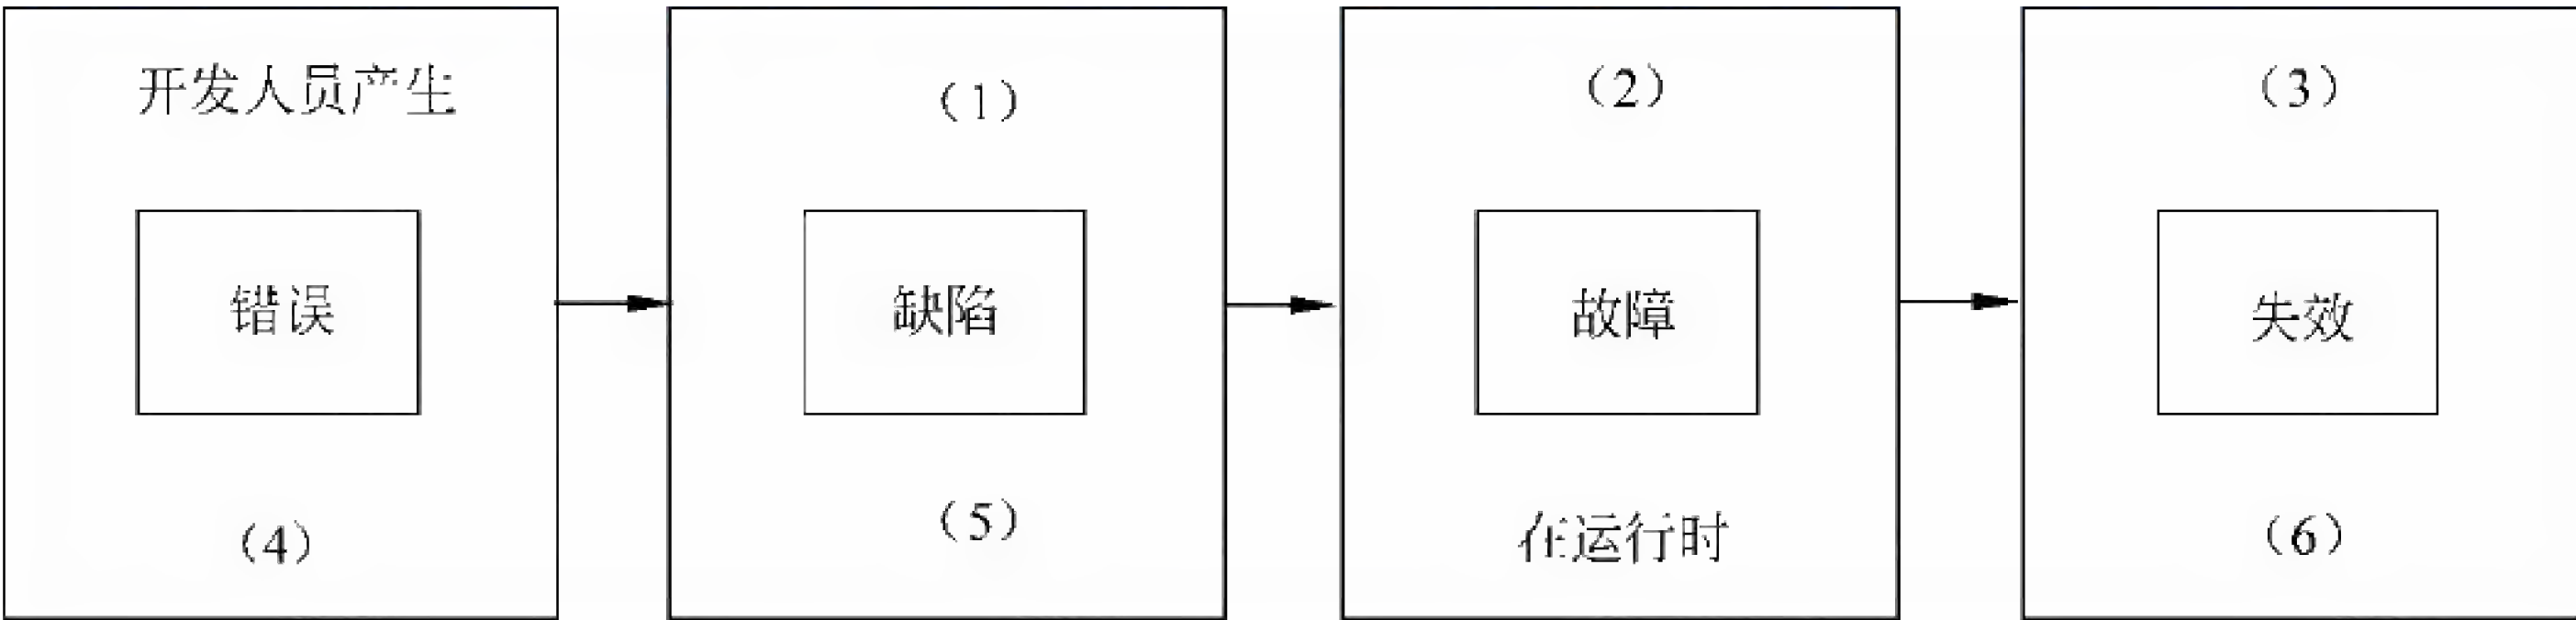 开发人员产生
错误
(4)
(1)
缺陷
(5)
(2)
故障
在运行时
(3)
失效
(6)